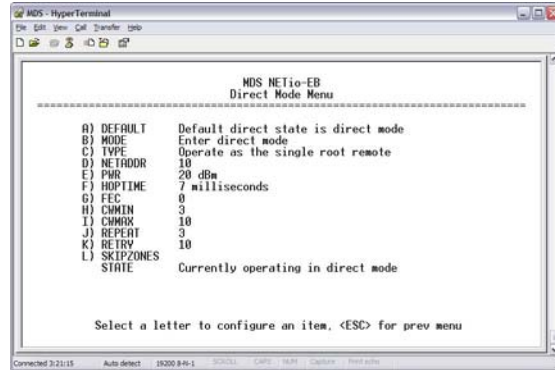 MDS - HyperTerminal
File Edit View Call Transfer Help
MDS NETio-EB
Direct Mode Menu
================================================================================
A) DEFAULT Default direct state is direct mode
B) MODE Enter direct mode
C) TYPE Operate as the single root remote
D) NETADDR 10
E) PWR 20 dBm
F) HOPTIME 7 milliseconds
G) FEC 0
H) CWMIN 3
I) CWMAX 10
J) REPEAT 3
K) RETRY 10
L) SKIPZONES
STATE Currently operating in direct mode
Select a letter to configure an item, <ESC> for prev menu
Connected 3:21:15 Auto detect 19200 8-N-1 SCROLL CAPS NUM Capture Print echo